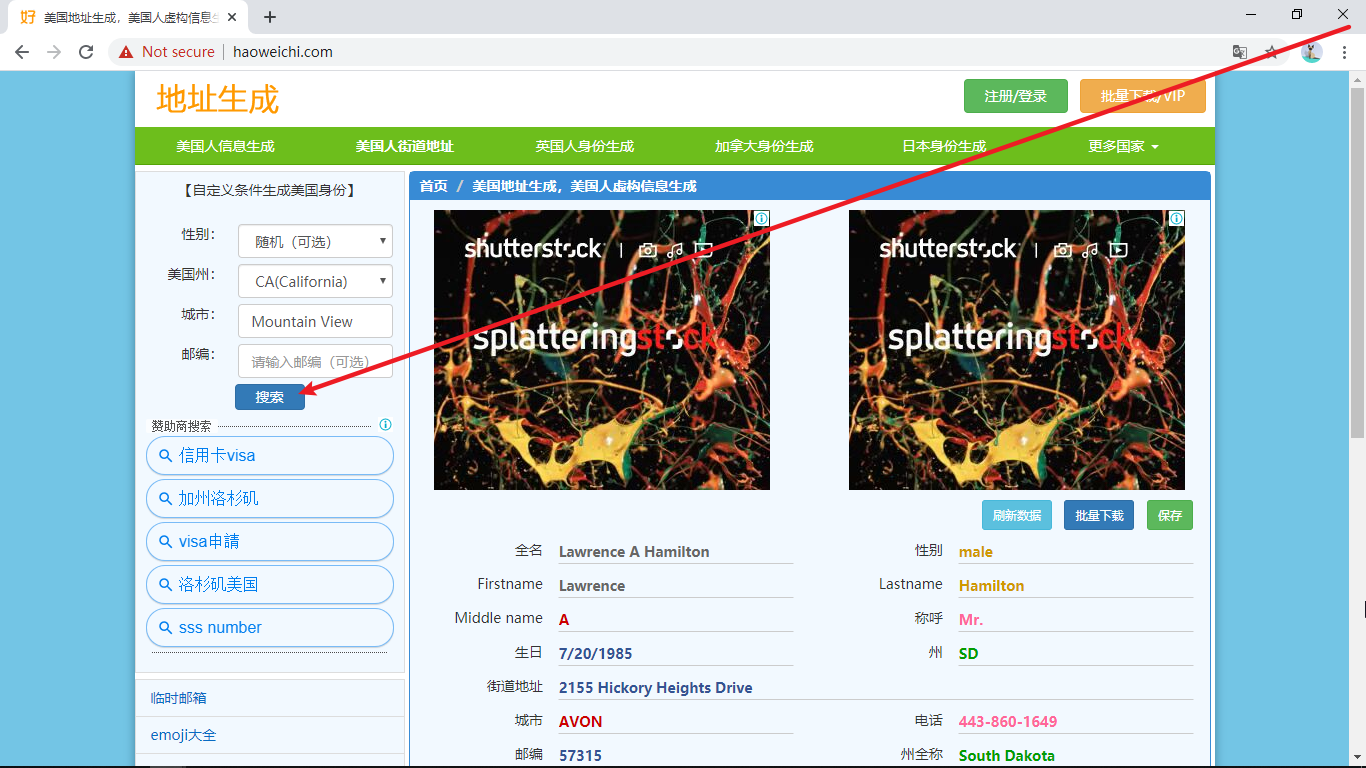 好 美国地址生成，美国人虚构信息生
Not secure | haoweichi.com
地址生成
注册/登录
批量下载/VIP
美国人信息生成 美国人街道地址 英国人身份生成 加拿大身份生成 日本身份生成 更多国家
【自定义条件生成美国身份】
性别： 随机（可选）
美国州： CA(California)
城市： Mountain View
邮编： 请输入邮编（可选）
搜索
赞助商搜索
信用卡visa
加州洛杉矶
visa申請
洛杉矶美国
sss number
临时邮箱
emoji大全
首页 / 美国地址生成，美国人虚构信息生成
shutterstock
splatteringstock
shutterstock
splatteringstock
刷新数据 批量下载 保存
全名 Lawrence A Hamilton 性别 male
Firstname Lawrence Lastname Hamilton
Middle name A 称呼 Mr.
生日 7/20/1985 州 SD
街道地址 2155 Hickory Heights Drive
城市 AVON 电话 443-860-1649
邮编 57315 州全称 South Dakota